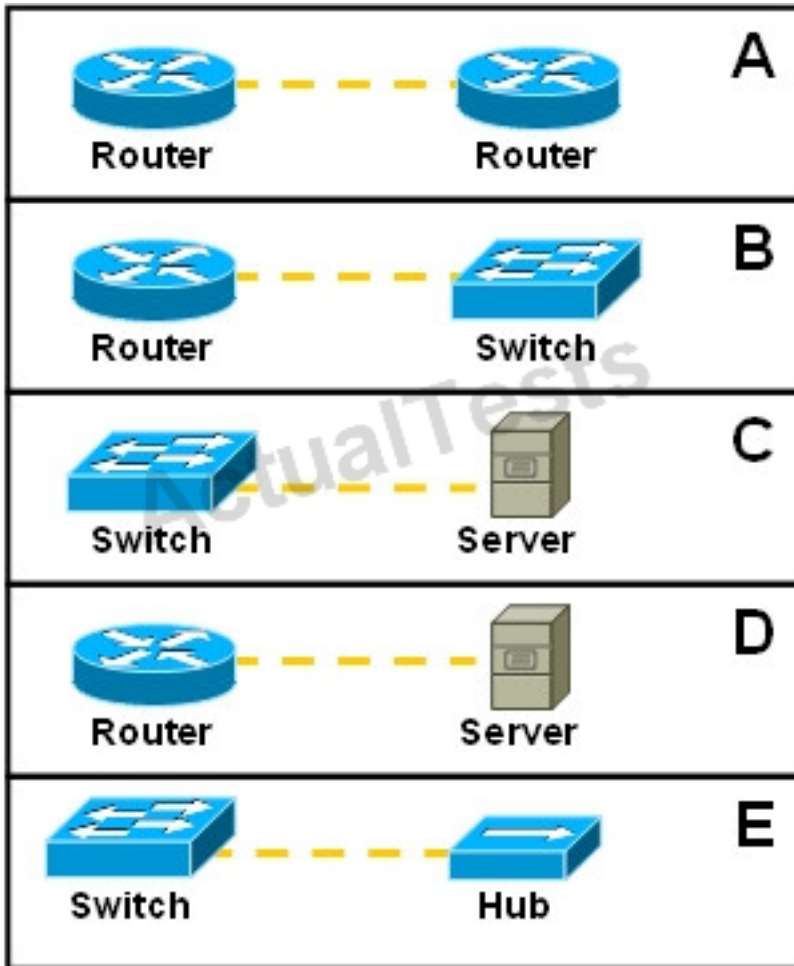 A
Router Router
B
Router Switch
C
Switch Server
D
Router Server
E
Switch Hub
ActualTests